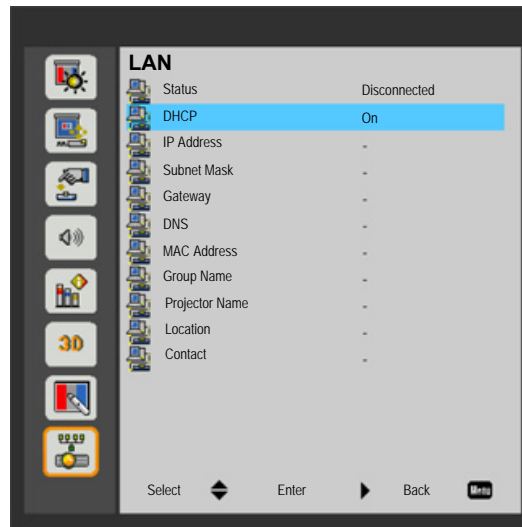 LAN
Status Disconnected
DHCP On
IP Address -
Subnet Mask -
Gateway -
DNS -
MAC Address -
Group Name -
Projector Name -
Location -
Contact -
3D
Select Enter Back Menu